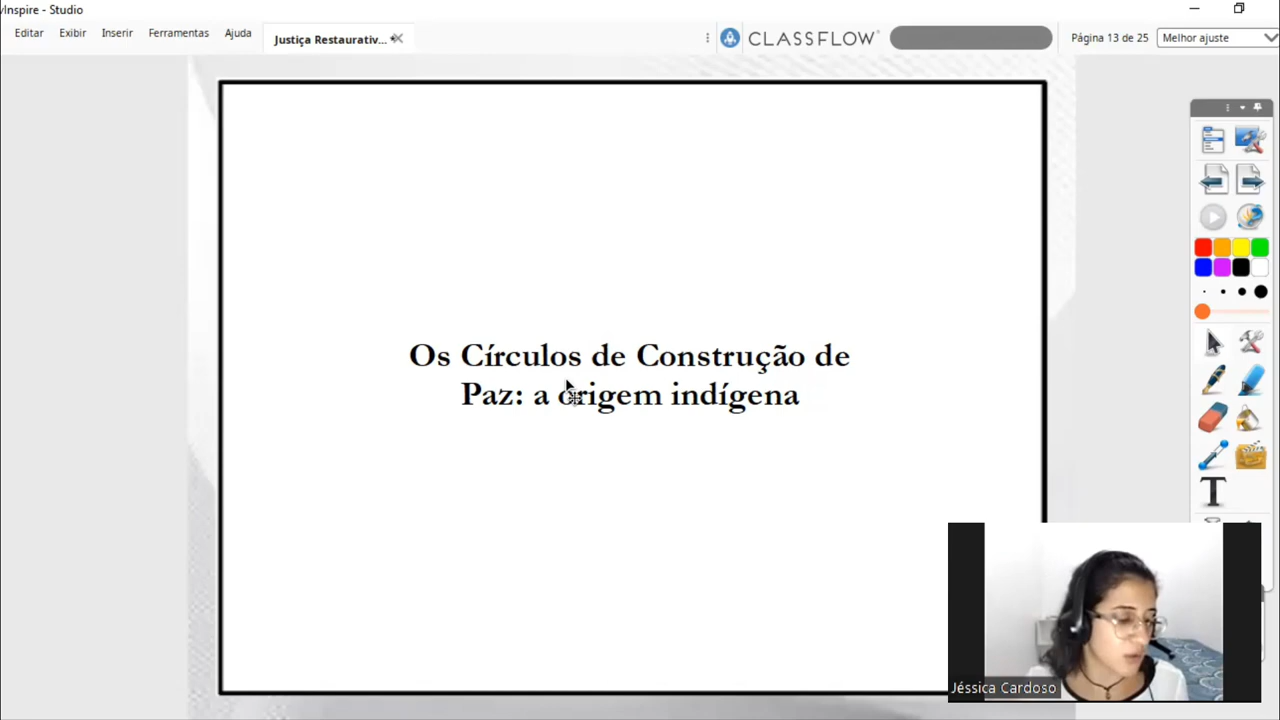 vInspire - Studio
Editar Exibir Inserir Ferramentas Ajuda
Justiça Restaurativ...
CLASSFLOW
Página 13 de 25
Melhor ajuste
Os Círculos de Construção de
Paz: a origem indígena
T
Jéssica Cardoso